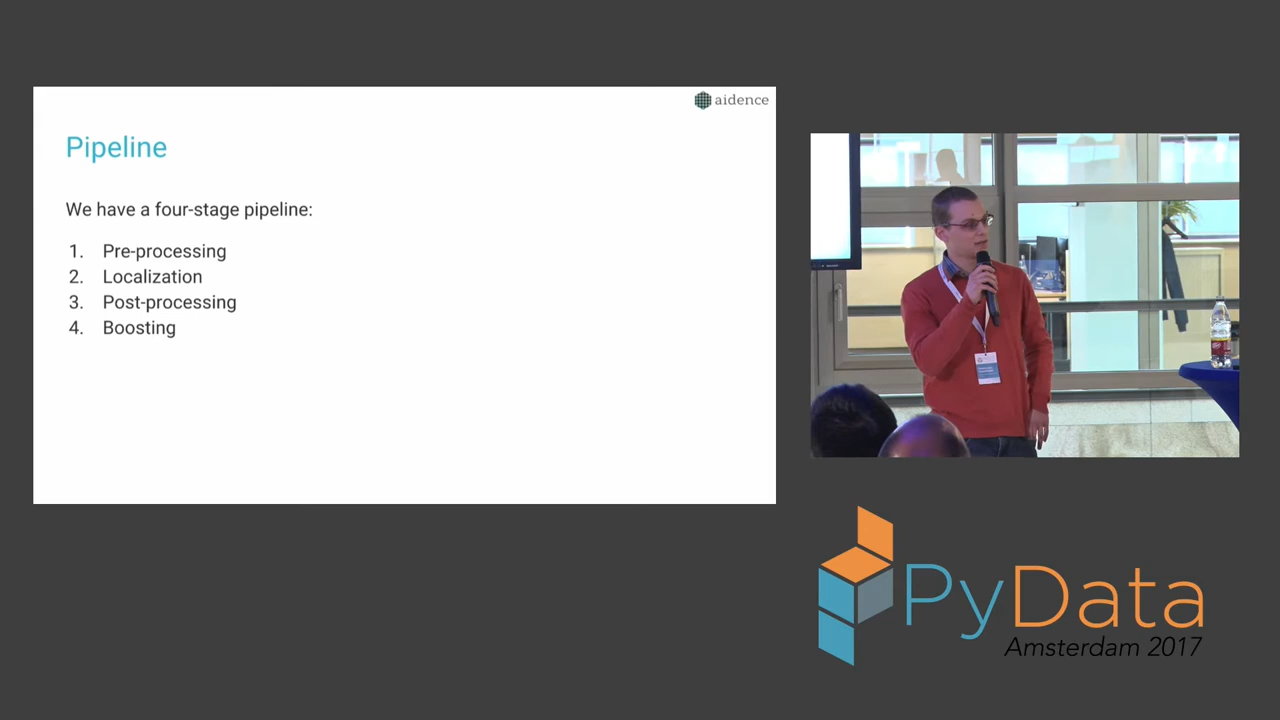 aidence
Pipeline
We have a four-stage pipeline:
1. Pre-processing
2. Localization
3. Post-processing
4. Boosting
PyData
Amsterdam 2017